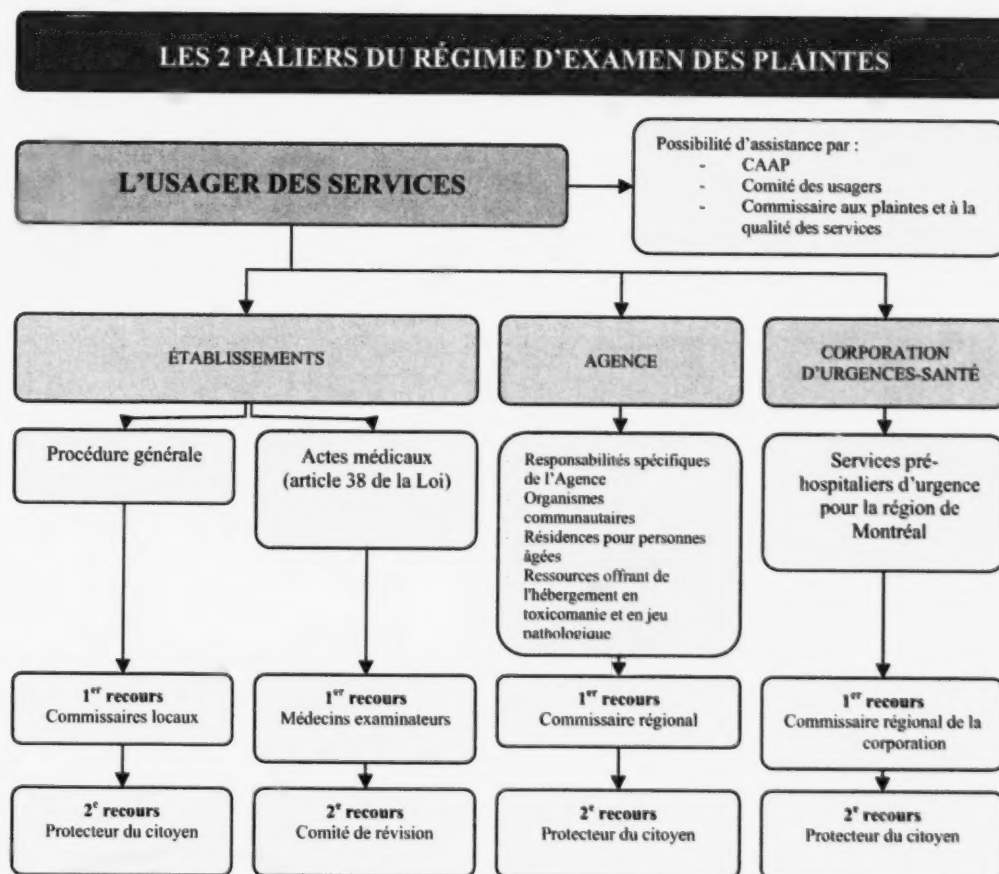 LES 2 PALIERS DU RÉGIME D'EXAMEN DES PLAINTES
L'USAGER DES SERVICES
Possibilité d'assistance par :
- CAAP
- Comité des usagers
- Commissaire aux plaintes et à la
qualité des services
ÉTABLISSEMENTS
AGENCE
CORPORATION
D'URGENCES-SANTÉ
Procédure générale
Actes médicaux
(article 38 de la Loi)
Responsabilités spécifiques
de l'Agence
Organismes
communautaires
Résidences pour personnes
âgées
Ressources offrant de
l'hébergement en
toxicomanie et en jeu
pathologique
Services pré-
hospitaliers d'urgence
pour la région de
Montréal
1er recours
Commissaires locaux
1er recours
Médecins examinateurs
1er recours
Commissaire régional
1er recours
Commissaire régional de la
corporation
2e recours
Protecteur du citoyen
2e recours
Comité de révision
2e recours
Protecteur du citoyen
2e recours
Protecteur du citoyen